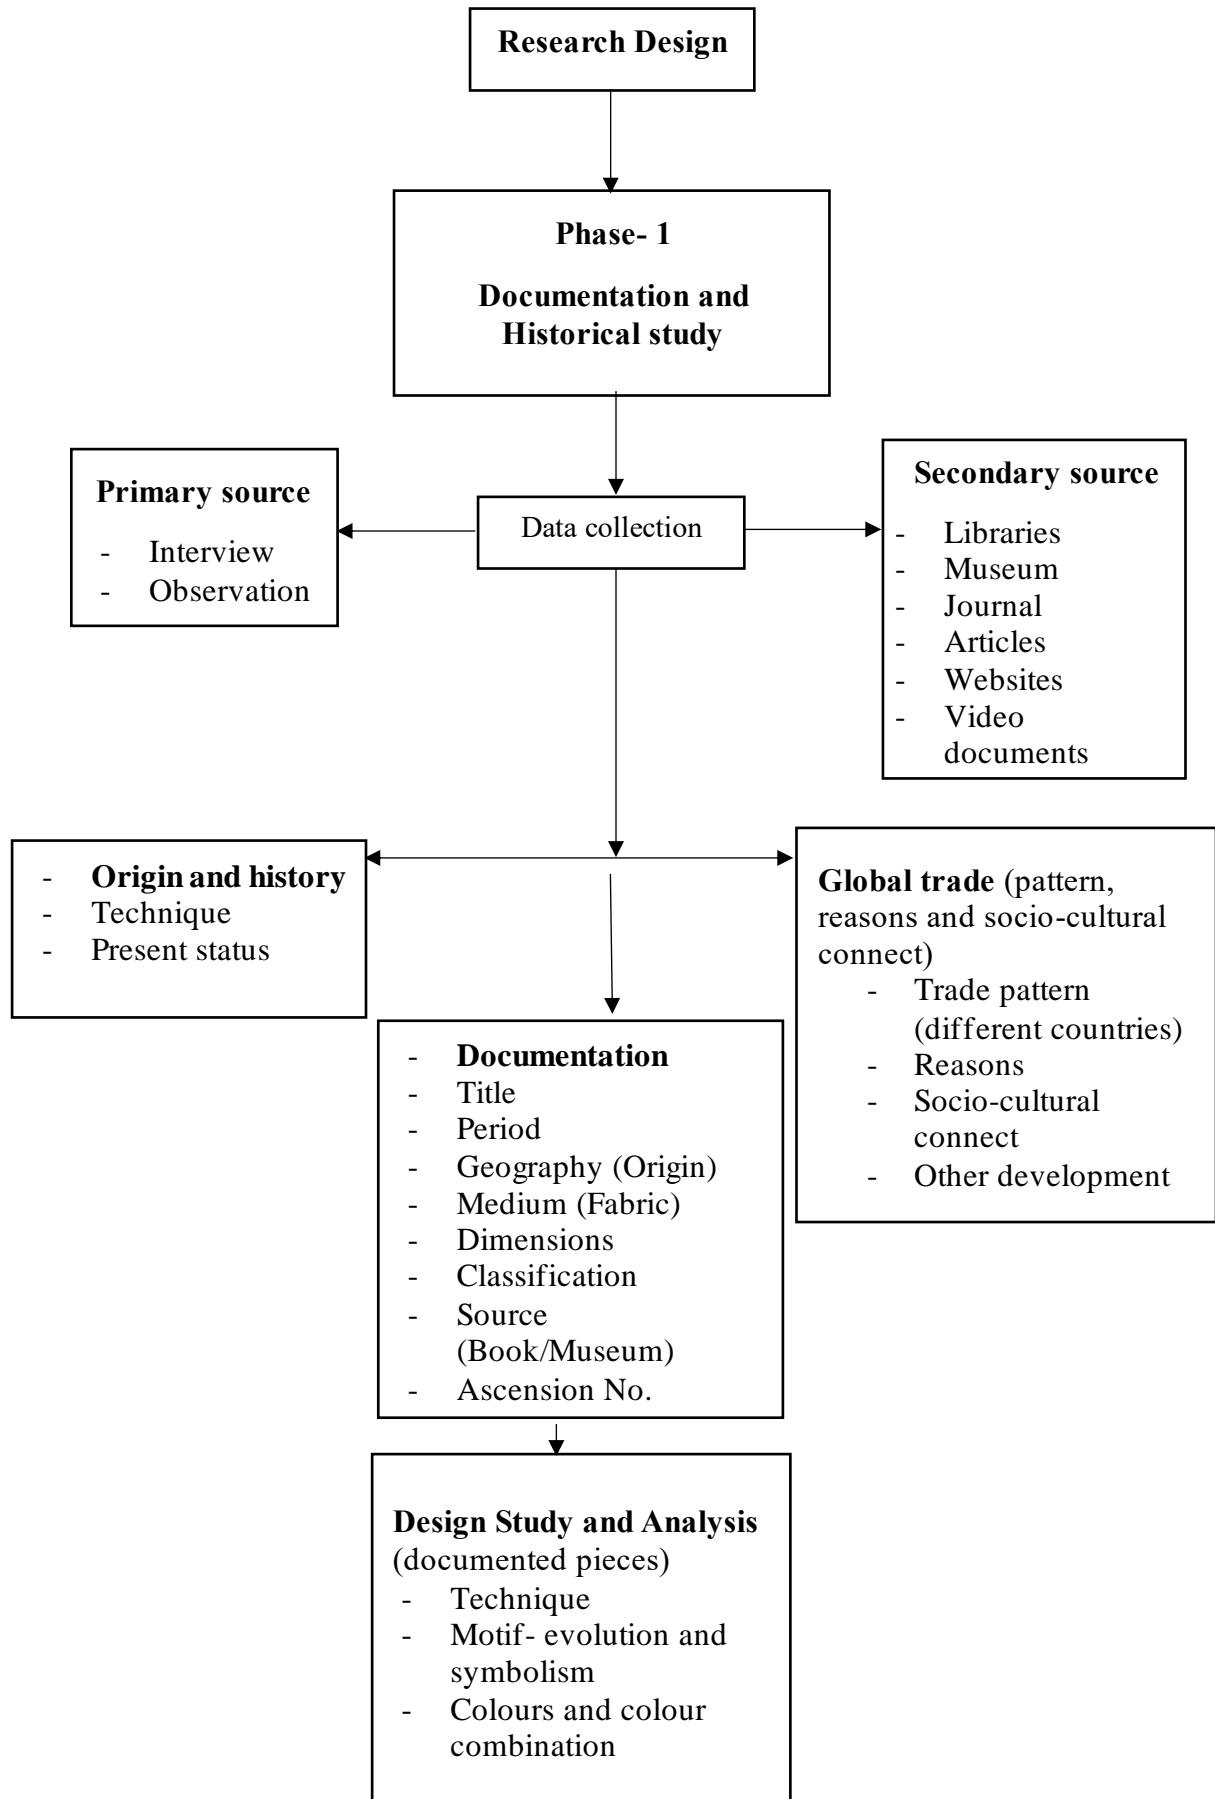 Research Design
Phase- 1
Documentation and
Historical study
Primary source
- Interview
- Observation
Data collection
Secondary source
- Libraries
- Museum
- Journal
- Articles
- Websites
- Video
documents
- Origin and history
- Technique
- Present status
Global trade (pattern,
reasons and socio-cultural
connect)
- Trade pattern
(different countries)
- Reasons
- Socio-cultural
connect
- Other development
- Documentation
- Title
- Period
- Geography (Origin)
- Medium (Fabric)
- Dimensions
- Classification
- Source
(Book/Museum)
- Ascension No.
Design Study and Analysis
(documented pieces)
- Technique
- Motif- evolution and
symbolism
- Colours and colour
combination